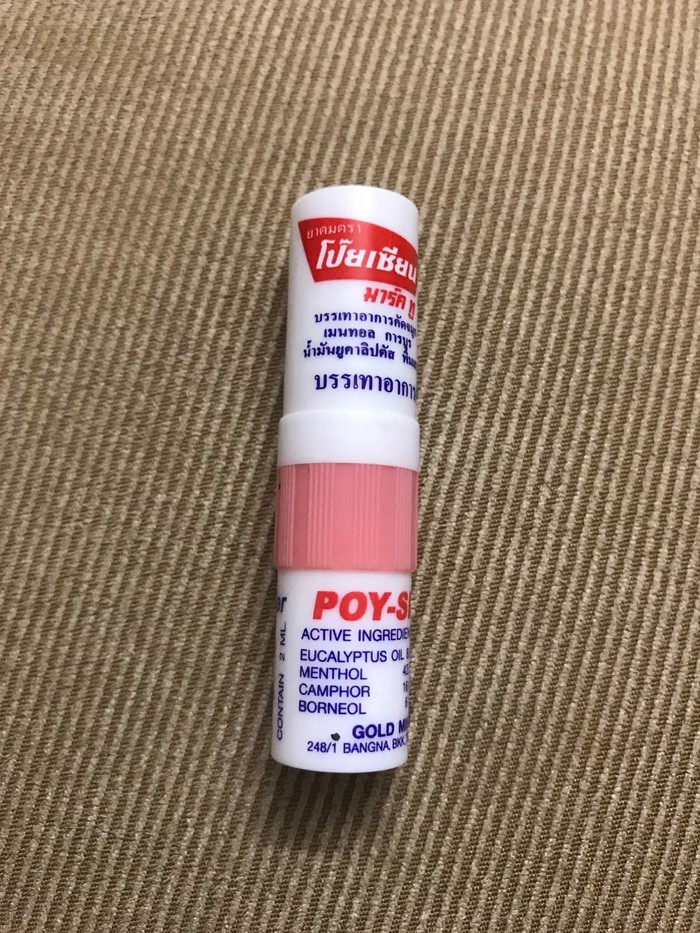 ยาดมตรา
โป๊ยเซียน
มาร์ค ทู
บรรเทาอาการคัดจมูก
เมนทอล การบูร
น้ำมันยูคาลิปตัส
บรรเทาอาการ
POY-S
ACTIVE INGREDIEN
EUCALYPTUS OIL
MENTHOL
CAMPHOR
BORNEOL
GOLD M
248/1 BANGNA, BKK.
CONTAIN 2 ML.